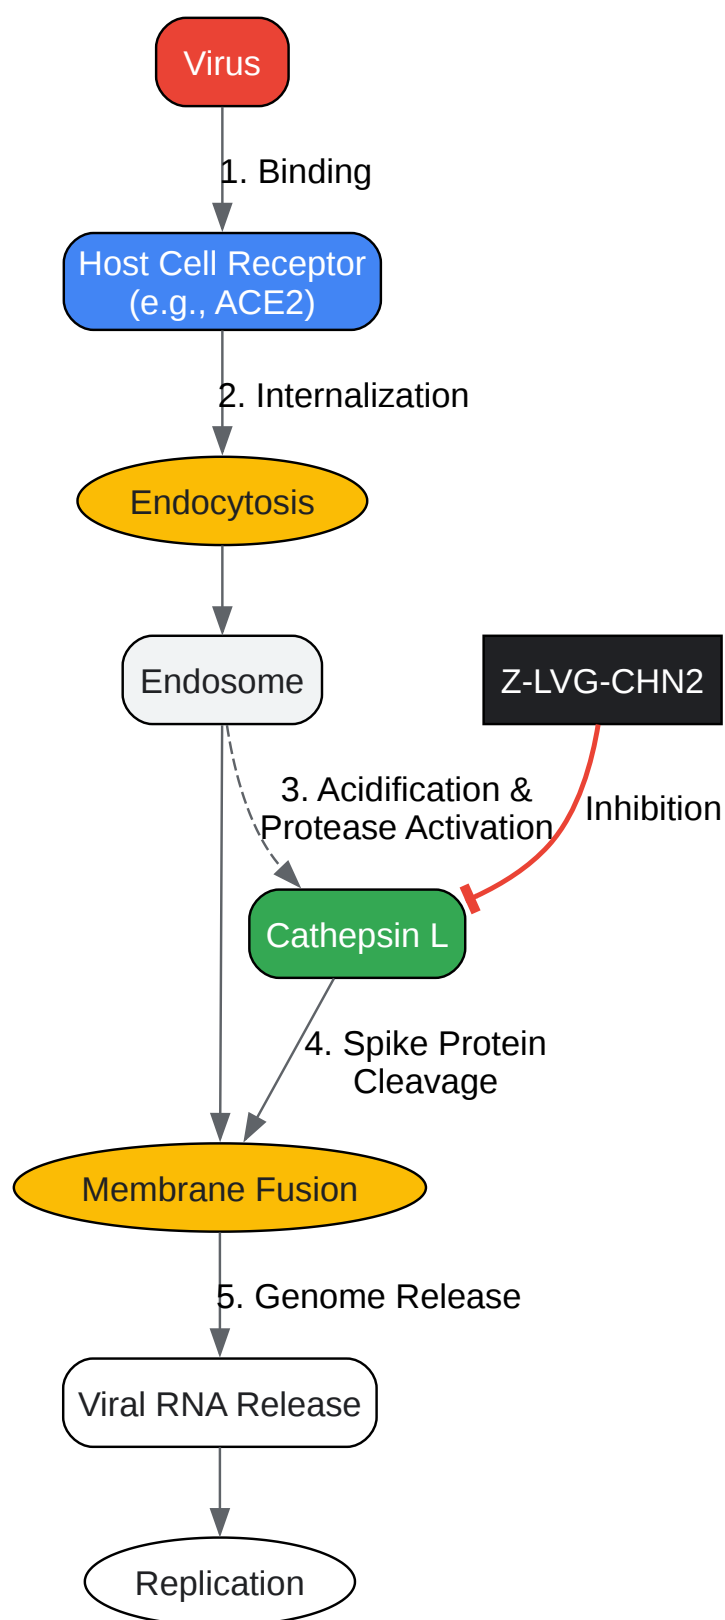 Virus
1. Binding
Host Cell Receptor
(e.g., ACE2)
2. Internalization
Endocytosis
Endosome
Z-LVG-CHN2
3. Acidification &
Protease Activation
Inhibition
Cathepsin L
4. Spike Protein
Cleavage
Membrane Fusion
5. Genome Release
Viral RNA Release
Replication